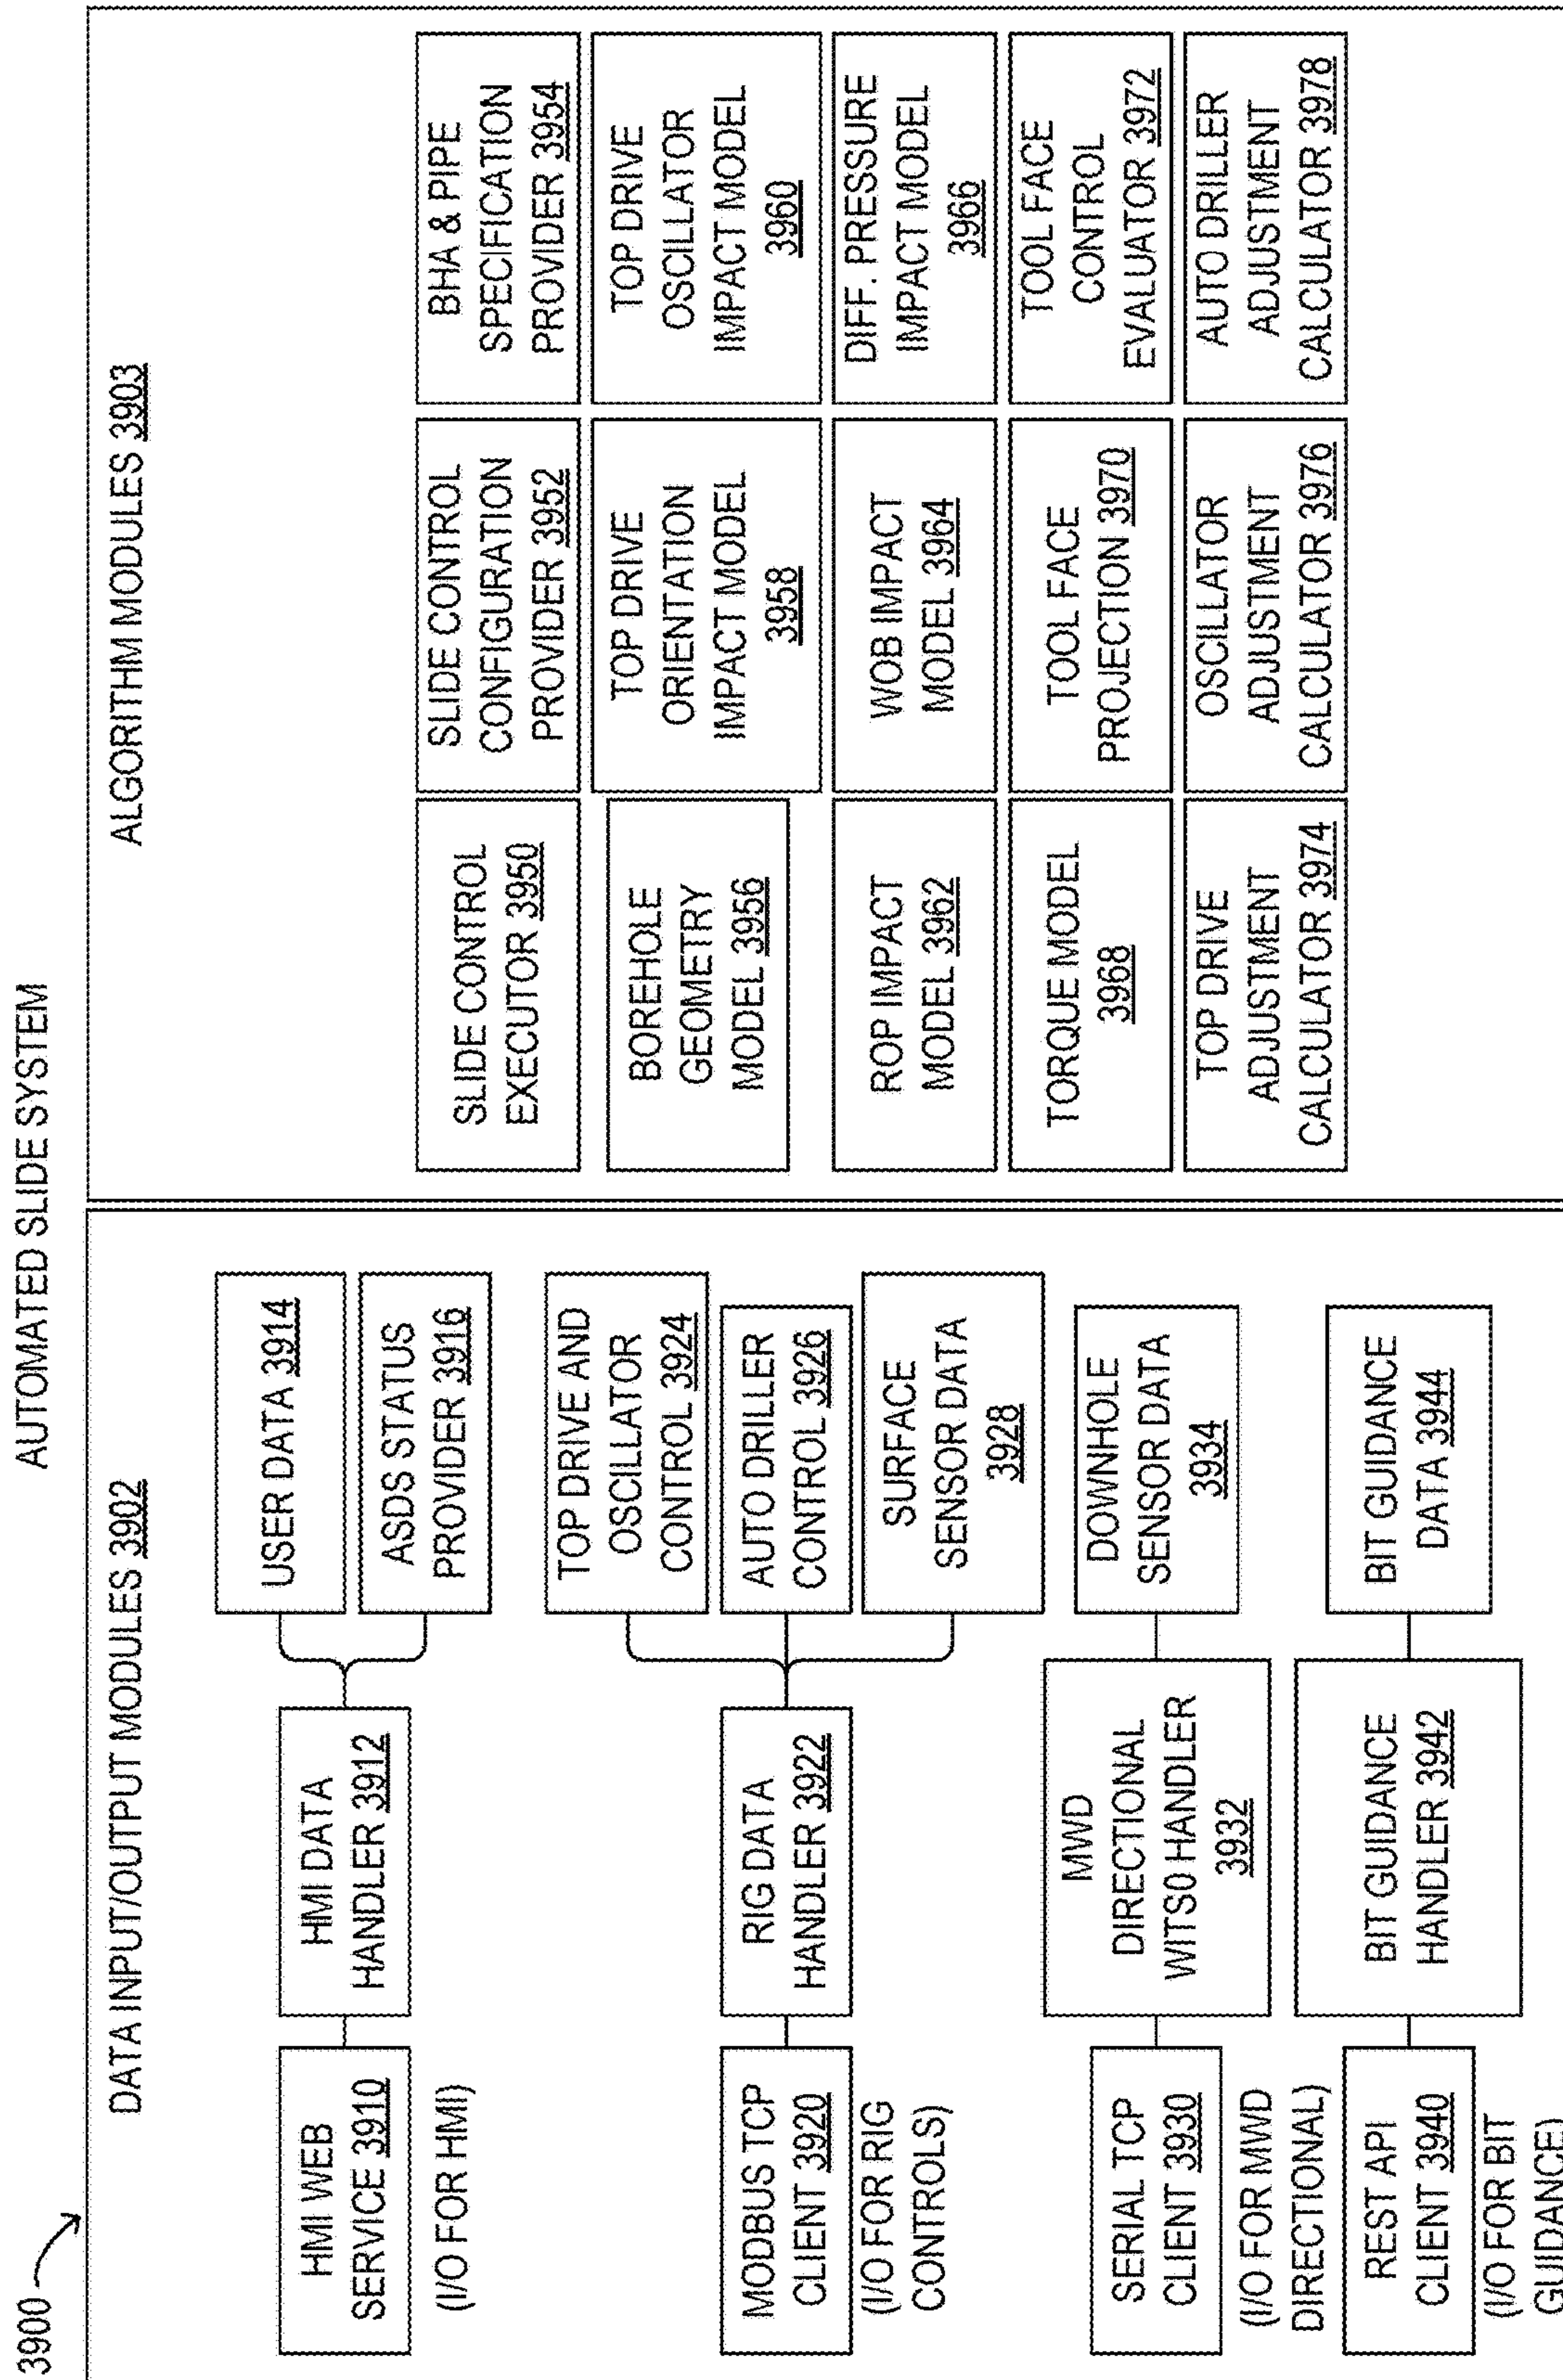 AUTOMATED SLIDE SYSTEM
3900
DATA INPUT/OUTPUT MODULES 3902
HMI WEB
SERVICE 3910
(I/O FOR HMI)
HMI DATA
HANDLER 3912
USER DATA 3914
ASDS STATUS
PROVIDER 3916
MODBUS TCP
CLIENT 3920
(I/O FOR RIG
CONTROLS)
RIG DATA
HANDLER 3922
TOP DRIVE AND
OSCILLATOR
CONTROL 3924
AUTO DRILLER
CONTROL 3926
SURFACE
SENSOR DATA
3928
SERIAL TCP
CLIENT 3930
(I/O FOR MWD
DIRECTIONAL)
MWD
DIRECTIONAL
WITS0 HANDLER
3932
DOWNHOLE
SENSOR DATA
3934
REST API
CLIENT 3940
(I/O FOR BIT
GUIDANCE)
BIT GUIDANCE
HANDLER 3942
BIT GUIDANCE
DATA 3944
ALGORITHM MODULES 3903
SLIDE CONTROL
EXECUTOR 3950
SLIDE CONTROL
CONFIGURATION
PROVIDER 3952
BHA & PIPE
SPECIFICATION
PROVIDER 3954
BOREHOLE
GEOMETRY
MODEL 3956
TOP DRIVE
ORIENTATION
IMPACT MODEL
3958
TOP DRIVE
OSCILLATOR
IMPACT MODEL
3960
ROP IMPACT
MODEL 3962
WOB IMPACT
MODEL 3964
DIFF. PRESSURE
IMPACT MODEL
3966
TORQUE MODEL
3968
TOOL FACE
PROJECTION 3970
TOOL FACE
CONTROL
EVALUATOR 3972
TOP DRIVE
ADJUSTMENT
CALCULATOR 3974
OSCILLATOR
ADJUSTMENT
CALCULATOR 3976
AUTO DRILLER
ADJUSTMENT
CALCULATOR 3978